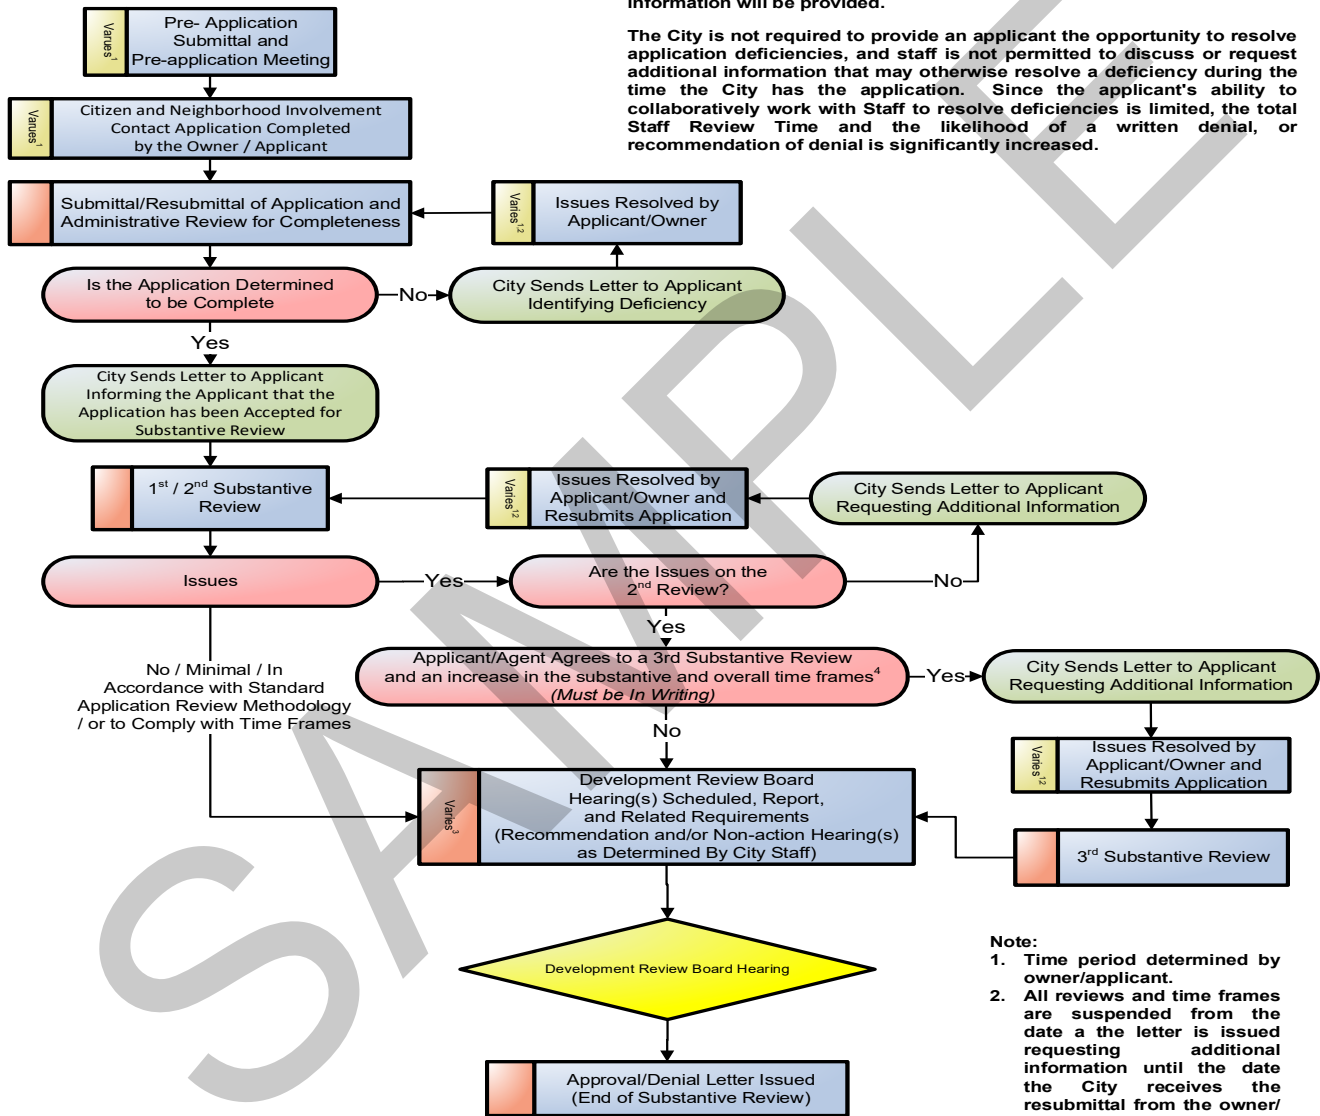 information will be provided.
The City is not required to provide an applicant the opportunity to resolve
application deficiencies, and staff is not permitted to discuss or request
additional information that may otherwise resolve a deficiency during the
time the City has the application. Since the applicant's ability to
collaboratively work with Staff to resolve deficiencies is limited, the total
Staff Review Time and the likelihood of a written denial, or
recommendation of denial is significantly increased.
Varues1
Pre- Application
Submittal and
Pre-application Meeting
Varues1
Citizen and Neighborhood Involvement
Contact Application Completed
by the Owner / Applicant
Submittal/Resubmittal of Application and
Administrative Review for Completeness
Varies1,2
Issues Resolved by
Applicant/Owner
Is the Application Determined
to be Complete
No
City Sends Letter to Applicant
Identifying Deficiency
Yes
City Sends Letter to Applicant
Informing the Applicant that the
Application has been Accepted for
Substantive Review
1st / 2nd Substantive
Review
Varies1,2
Issues Resolved by
Applicant/Owner and
Resubmits Application
City Sends Letter to Applicant
Requesting Additional Information
Issues
Yes
Are the Issues on the
2nd Review?
No
Yes
No / Minimal / In
Accordance with Standard
Application Review Methodology
/ or to Comply with Time Frames
Applicant/Agent Agrees to a 3rd Substantive Review
and an increase in the substantive and overall time frames4
(Must be In Writing)
Yes
City Sends Letter to Applicant
Requesting Additional Information
No
Varies1,2
Issues Resolved by
Applicant/Owner and
Resubmits Application
Varies3
Development Review Board
Hearing(s) Scheduled, Report,
and Related Requirements
(Recommendation and/or Non-action Hearing(s)
as Determined By City Staff)
3rd Substantive Review
Development Review Board Hearing
Approval/Denial Letter Issued
(End of Substantive Review)
Note:
1. Time period determined by
owner/applicant.
2. All reviews and time frames
are suspended from the
date a the letter is issued
requesting additional
information until the date
the City receives the
resubmittal from the owner/
SAMPLE